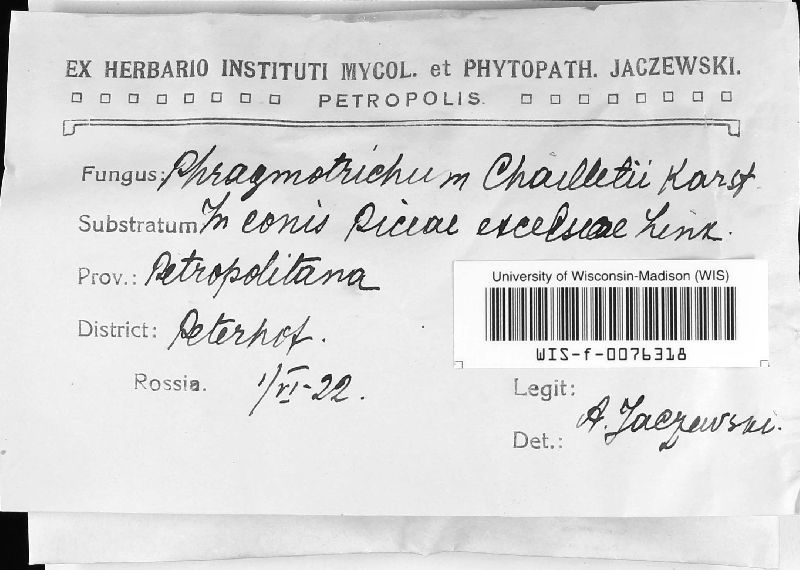 EX HERBARIO INSTITUTI MYCOL. et PHYTOPATH. JACZEWSKI.
PETROPOLIS.
Fungus: Phragmotrichum Chailletii Karst
Substratum In conis Piceae excelseae Link.
Prov.: Petropolitana
University of Wisconsin-Madison (WIS)
WIS-f-0076318
District: Peterhof.
Rossia. 1/VI-22.
Legit:
A. Jaczewski.
Det.: